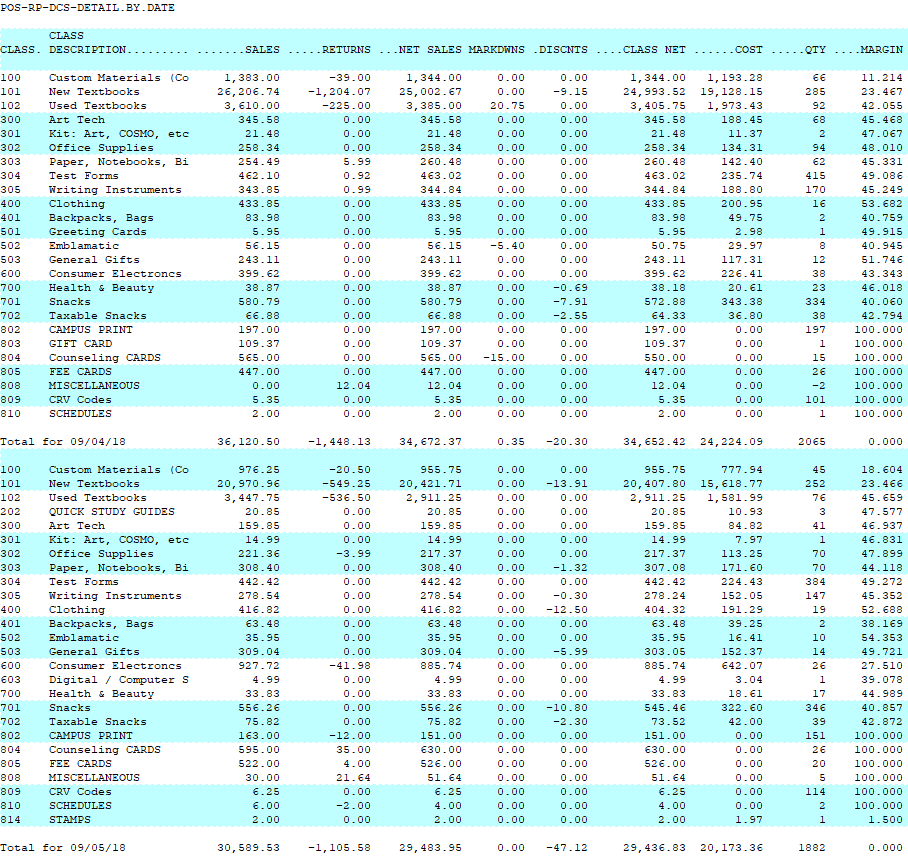 POS-RP-DCS-DETAIL.BY.DATE
CLASS
CLASS. DESCRIPTION......... .......SALES .....RETURNS ...NET SALES MARKDWNS .DISCNTS ....CLASS NET ......COST .....QTY ....MARGIN
100 Custom Materials (Co 1,383.00 -39.00 1,344.00 0.00 0.00 1,344.00 1,193.28 66 11.214
101 New Textbooks 26,206.74 -1,204.07 25,002.67 0.00 -9.15 24,993.52 19,128.15 285 23.467
102 Used Textbooks 3,610.00 -225.00 3,385.00 20.75 0.00 3,405.75 1,973.43 92 42.055
300 Art Tech 345.58 0.00 345.58 0.00 0.00 345.58 188.45 68 45.468
301 Kit: Art, COSMO, etc 21.48 0.00 21.48 0.00 0.00 21.48 11.37 2 47.067
302 Office Supplies 258.34 0.00 258.34 0.00 0.00 258.34 134.31 94 48.010
303 Paper, Notebooks, Bi 254.49 5.99 260.48 0.00 0.00 260.48 142.40 62 45.331
304 Test Forms 462.10 0.92 463.02 0.00 0.00 463.02 235.74 415 49.086
305 Writing Instruments 343.85 0.99 344.84 0.00 0.00 344.84 188.80 170 45.249
400 Clothing 433.85 0.00 433.85 0.00 0.00 433.85 200.95 16 53.682
401 Backpacks, Bags 83.98 0.00 83.98 0.00 0.00 83.98 49.75 2 40.759
501 Greeting Cards 5.95 0.00 5.95 0.00 0.00 5.95 2.98 1 49.915
502 Emblamatic 56.15 0.00 56.15 -5.40 0.00 50.75 29.97 8 40.945
503 General Gifts 243.11 0.00 243.11 0.00 0.00 243.11 117.31 12 51.746
600 Consumer Electroncs 399.62 0.00 399.62 0.00 0.00 399.62 226.41 38 43.343
700 Health & Beauty 38.87 0.00 38.87 0.00 -0.69 38.18 20.61 23 46.018
701 Snacks 580.79 0.00 580.79 0.00 -7.91 572.88 343.38 334 40.060
702 Taxable Snacks 66.88 0.00 66.88 0.00 -2.55 64.33 36.80 38 42.794
802 CAMPUS PRINT 197.00 0.00 197.00 0.00 0.00 197.00 0.00 197 100.000
803 GIFT CARD 109.37 0.00 109.37 0.00 0.00 109.37 0.00 1 100.000
804 Counseling CARDS 565.00 0.00 565.00 -15.00 0.00 550.00 0.00 15 100.000
805 FEE CARDS 447.00 0.00 447.00 0.00 0.00 447.00 0.00 26 100.000
808 MISCELLANEOUS 0.00 12.04 12.04 0.00 0.00 12.04 0.00 -2 100.000
809 CRV Codes 5.35 0.00 5.35 0.00 0.00 5.35 0.00 101 100.000
810 SCHEDULES 2.00 0.00 2.00 0.00 0.00 2.00 0.00 1 100.000
Total for 09/04/18 36,120.50 -1,448.13 34,672.37 0.35 -20.30 34,652.42 24,224.09 2065 0.000
100 Custom Materials (Co 976.25 -20.50 955.75 0.00 0.00 955.75 777.94 45 18.604
101 New Textbooks 20,970.96 -549.25 20,421.71 0.00 -13.91 20,407.80 15,618.77 252 23.466
102 Used Textbooks 3,447.75 -536.50 2,911.25 0.00 0.00 2,911.25 1,581.99 76 45.659
202 QUICK STUDY GUIDES 20.85 0.00 20.85 0.00 0.00 20.85 10.93 3 47.577
300 Art Tech 159.85 0.00 159.85 0.00 0.00 159.85 84.82 41 46.937
301 Kit: Art, COSMO, etc 14.99 0.00 14.99 0.00 0.00 14.99 7.97 1 46.831
302 Office Supplies 221.36 -3.99 217.37 0.00 0.00 217.37 113.25 70 47.899
303 Paper, Notebooks, Bi 308.40 0.00 308.40 0.00 -1.32 307.08 171.60 70 44.118
304 Test Forms 442.42 0.00 442.42 0.00 0.00 442.42 224.43 384 49.272
305 Writing Instruments 278.54 0.00 278.54 0.00 -0.30 278.24 152.05 147 45.352
400 Clothing 416.82 0.00 416.82 0.00 -12.50 404.32 191.29 19 52.688
401 Backpacks, Bags 63.48 0.00 63.48 0.00 0.00 63.48 39.25 2 38.169
502 Emblamatic 35.95 0.00 35.95 0.00 0.00 35.95 16.41 10 54.353
503 General Gifts 309.04 0.00 309.04 0.00 -5.99 303.05 152.37 14 49.721
600 Consumer Electroncs 927.72 -41.98 885.74 0.00 0.00 885.74 642.07 26 27.510
603 Digital / Computer S 4.99 0.00 4.99 0.00 0.00 4.99 3.04 1 39.078
700 Health & Beauty 33.83 0.00 33.83 0.00 0.00 33.83 18.61 17 44.989
701 Snacks 556.26 0.00 556.26 0.00 -10.80 545.46 322.60 346 40.857
702 Taxable Snacks 75.82 0.00 75.82 0.00 -2.30 73.52 42.00 39 42.872
802 CAMPUS PRINT 163.00 -12.00 151.00 0.00 0.00 151.00 0.00 151 100.000
804 Counseling CARDS 595.00 35.00 630.00 0.00 0.00 630.00 0.00 26 100.000
805 FEE CARDS 522.00 4.00 526.00 0.00 0.00 526.00 0.00 20 100.000
808 MISCELLANEOUS 30.00 21.64 51.64 0.00 0.00 51.64 0.00 5 100.000
809 CRV Codes 6.25 0.00 6.25 0.00 0.00 6.25 0.00 114 100.000
810 SCHEDULES 6.00 -2.00 4.00 0.00 0.00 4.00 0.00 2 100.000
814 STAMPS 2.00 0.00 2.00 0.00 0.00 2.00 1.97 1 1.500
Total for 09/05/18 30,589.53 -1,105.58 29,483.95 0.00 -47.12 29,436.83 20,173.36 1882 0.000